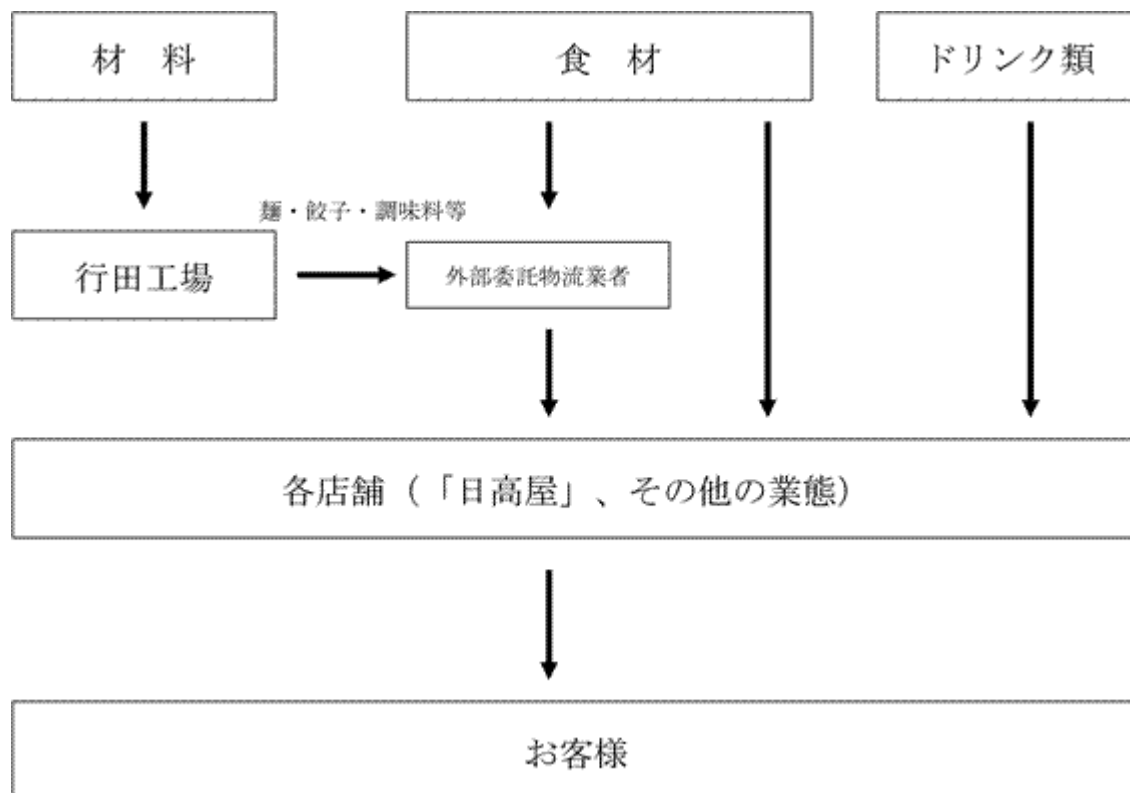 材　料
食　材
ドリンク類
麺・餃子・調味料等
行田工場
外部委託物流業者
各店舗（「日高屋」、その他の業態）
お客様